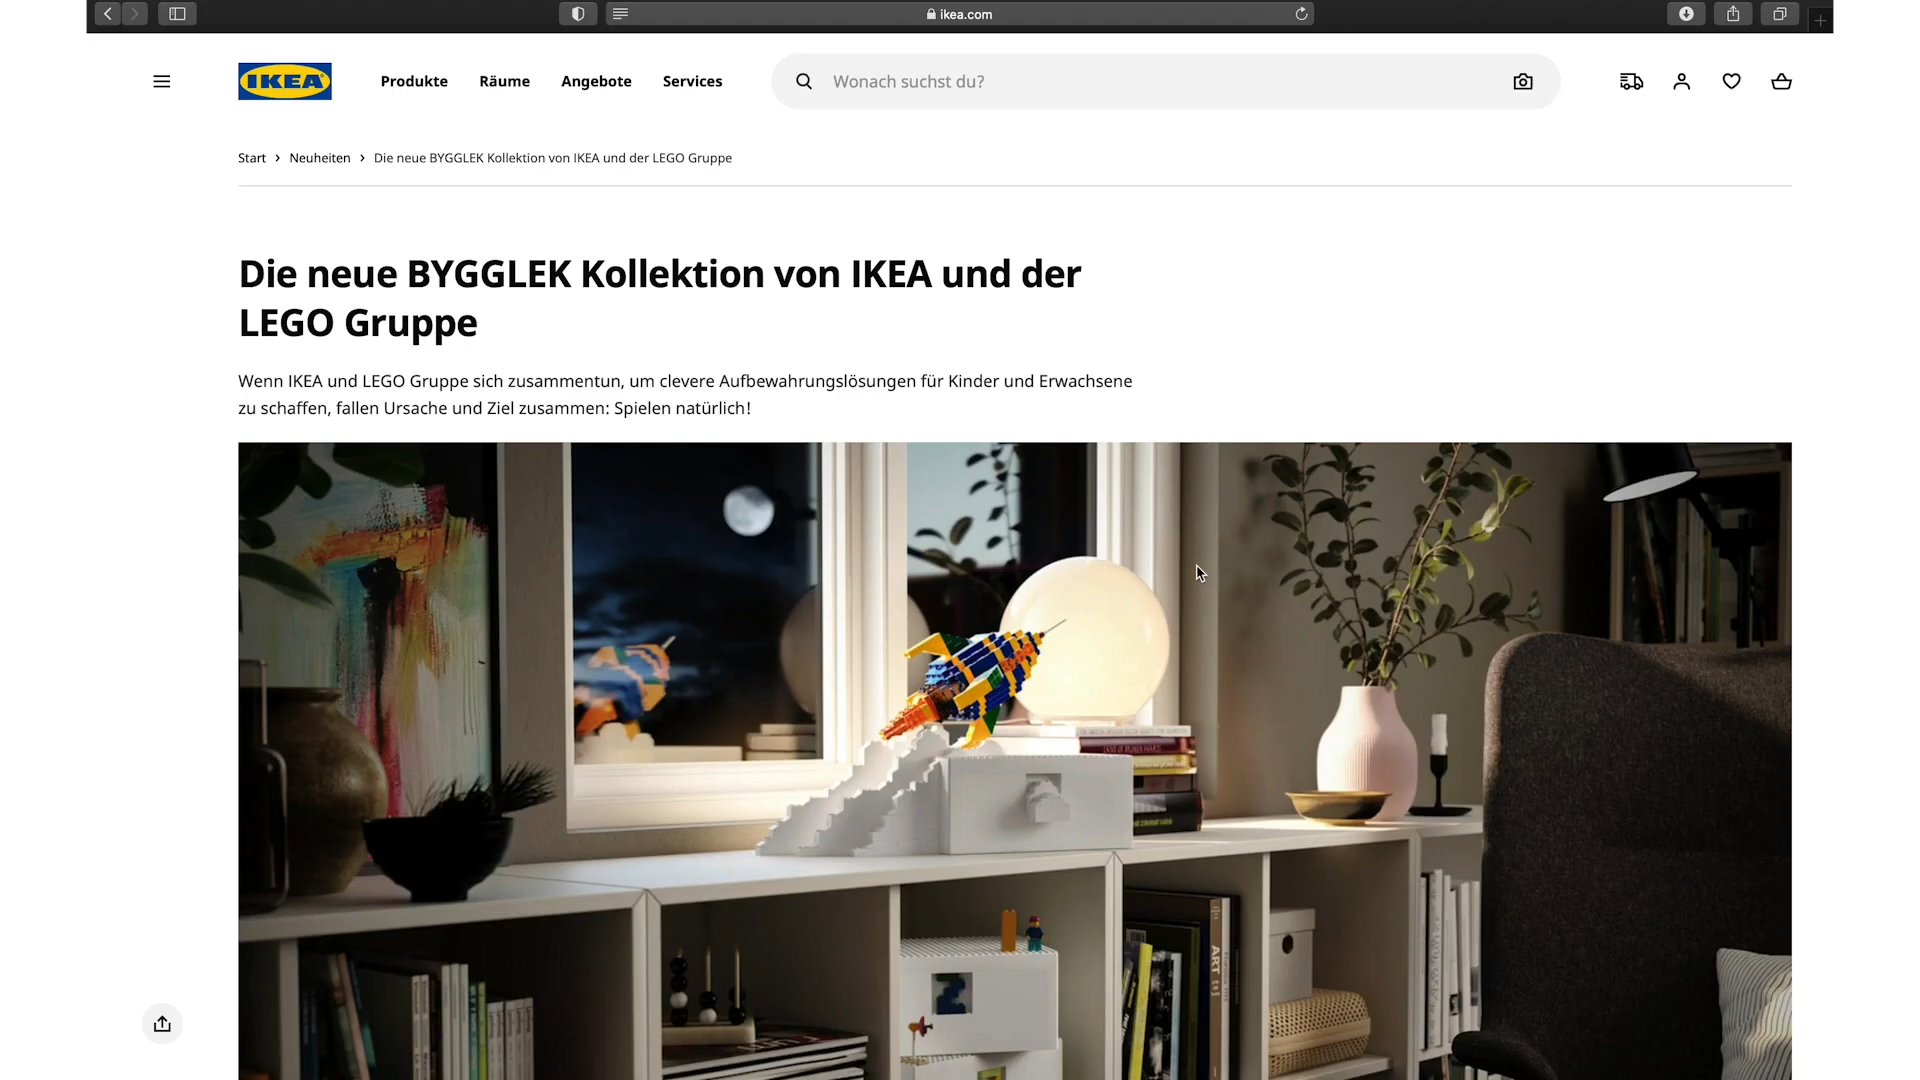 ikea.com
IKEA
Produkte
Räume
Angebote
Services
Wonach suchst du?
Start › Neuheiten › Die neue BYGGLEK Kollektion von IKEA und der LEGO Gruppe
Die neue BYGGLEK Kollektion von IKEA und der
LEGO Gruppe
Wenn IKEA und LEGO Gruppe sich zusammentun, um clevere Aufbewahrungslösungen für Kinder und Erwachsene
zu schaffen, fallen Ursache und Ziel zusammen: Spielen natürlich!
2
ART